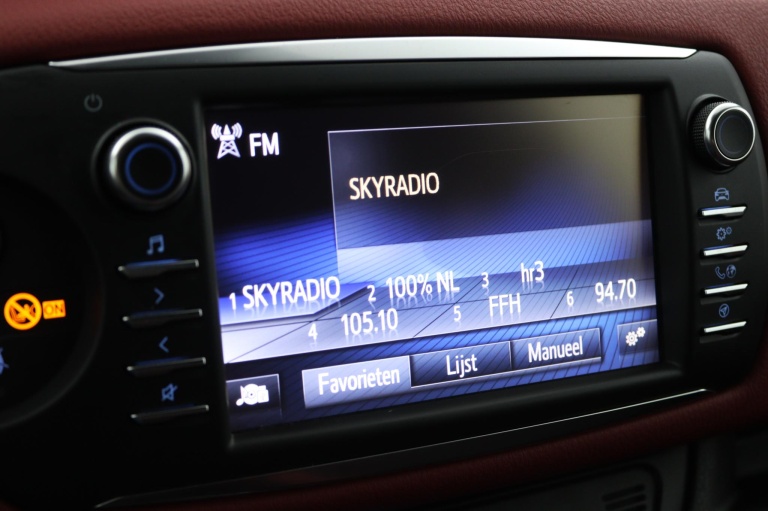 FM
SKYRADIO
1 SKYRADIO 2 100% NL 3 hr3
4 105.10 5 FFH 6 94.70
Favorieten Lijst Manueel
ON